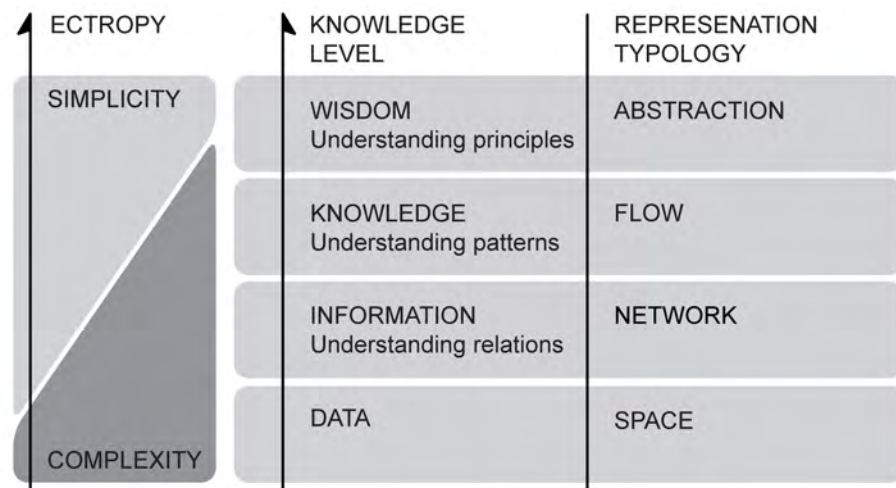 ECTROPY
KNOWLEDGE
LEVEL
REPRESENATION
TYPOLOGY
SIMPLICITY
WISDOM
Understanding principles
ABSTRACTION
KNOWLEDGE
Understanding patterns
FLOW
INFORMATION
Understanding relations
NETWORK
DATA
SPACE
COMPLEXITY